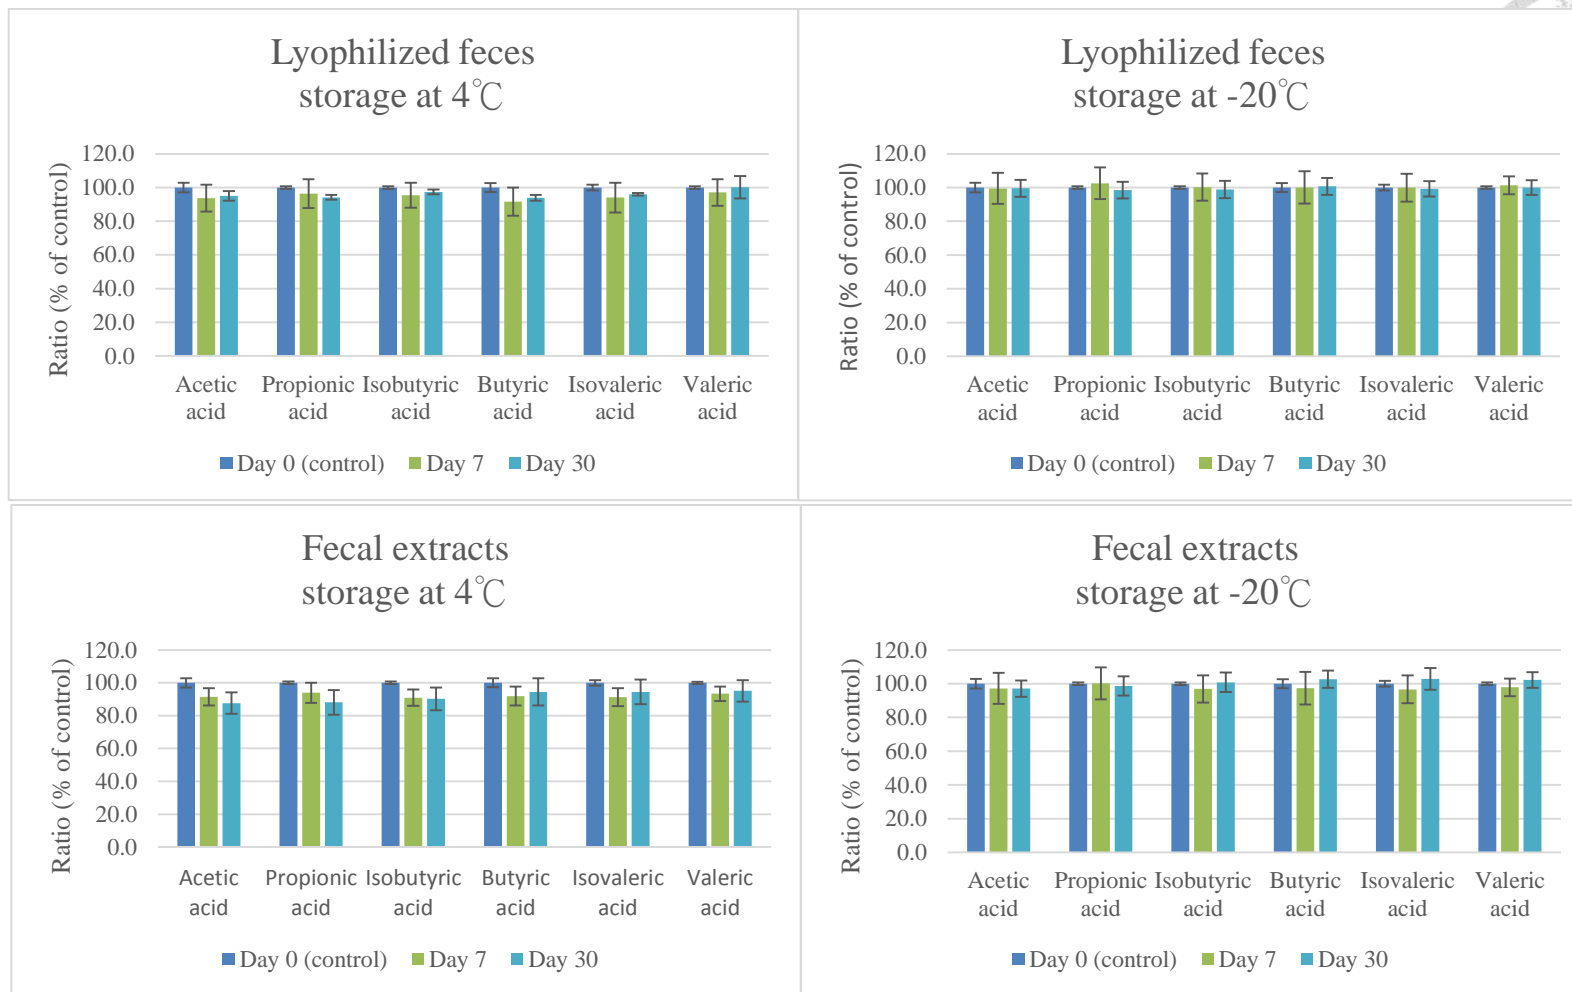 Lyophilized feces
storage at 4℃
Ratio (% of control)
120.0
100.0
80.0
60.0
40.0
20.0
0.0
Acetic acid
Propionic acid
Isobutyric acid
Butyric acid
Isovaleric acid
Valeric acid
Day 0 (control) Day 7 Day 30
Lyophilized feces
storage at -20℃
Ratio (% of control)
120.0
100.0
80.0
60.0
40.0
20.0
0.0
Acetic acid
Propionic acid
Isobutyric acid
Butyric acid
Isovaleric acid
Valeric acid
Day 0 (control) Day 7 Day 30
Fecal extracts
storage at 4℃
Ratio (% of control)
120.0
100.0
80.0
60.0
40.0
20.0
0.0
Acetic acid
Propionic acid
Isobutyric acid
Butyric acid
Isovaleric acid
Valeric acid
Day 0 (control) Day 7 Day 30
Fecal extracts
storage at -20℃
Ratio (% of control)
120.0
100.0
80.0
60.0
40.0
20.0
0.0
Acetic acid
Propionic acid
Isobutyric acid
Butyric acid
Isovaleric acid
Valeric acid
Day 0 (control) Day 7 Day 30